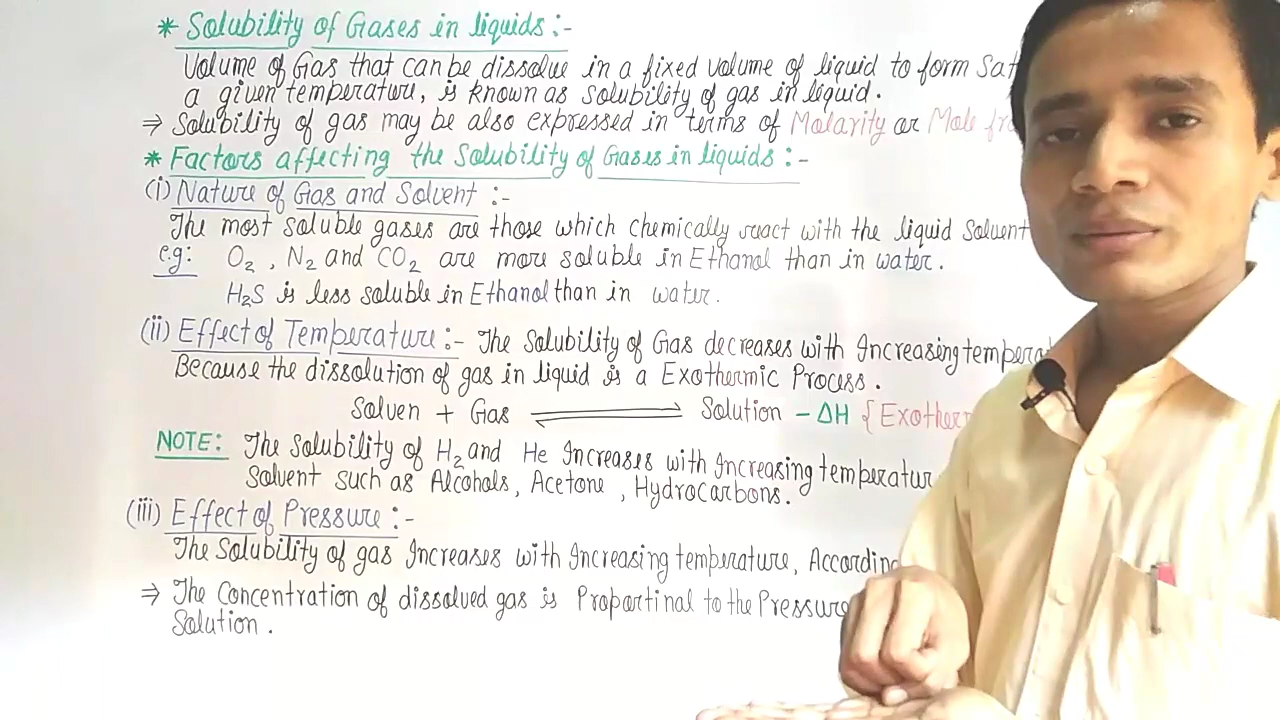 * Solubility of Gases in liquids :-
Volume of Gas that can be dissolve in a fixed volume of liquid to form Sat
a given temperature, is known as solubility of gas in liquid.
⇒ Solubility of gas may be also expressed in terms of Molarity or Mole fr
* Factors affecting the Solubility of Gases in liquids :-
(i) Nature of Gas and Solvent :-
The most soluble gases are those which chemically react with the liquid Solvent
e.g: O₂, N₂ and CO₂ are more soluble in Ethanol than in water.
H₂S is less soluble in Ethanol than in water.
(ii) Effect of Temperature :- The Solubility of Gas decreases with Increasing tempera
Because the dissolution of gas in liquid is a Exothermic Process.
Solven + Gas ⇌ Solution - ΔH { Exother
NOTE: The Solubility of H₂ and He Increases with Increasing temperatur
Solvent such as Alcohols, Acetone, Hydrocarbons.
(iii) Effect of Pressure :-
The Solubility of gas Increases with Increasing temperature, Accordin
⇒ The Concentration of dissolved gas is Propartinal to the Pressure
Solution.